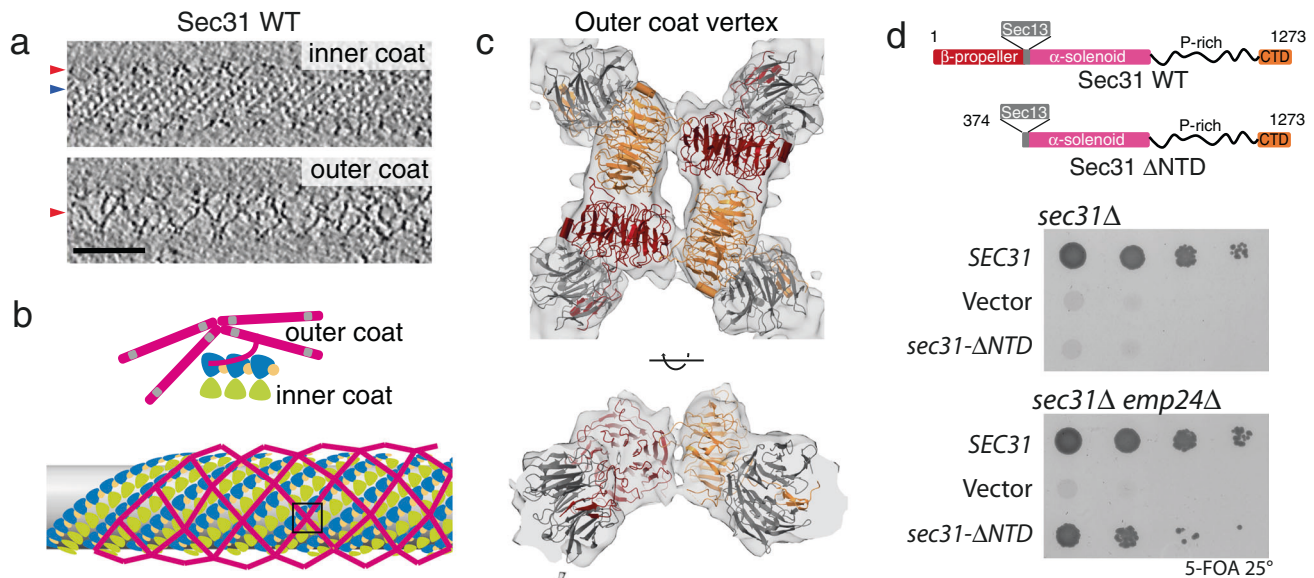 Sec31 WT
a
inner coat
outer coat
b
outer coat
inner coat
c
Outer coat vertex
d
1 Sec13 1273
β-propeller α-solenoid P-rich CTD
Sec31 WT
374 Sec13 1273
α-solenoid P-rich CTD
Sec31 ΔNTD
sec31Δ
SEC31
Vector
sec31-ΔNTD
sec31Δ emp24Δ
SEC31
Vector
sec31-ΔNTD
5-FOA 25°